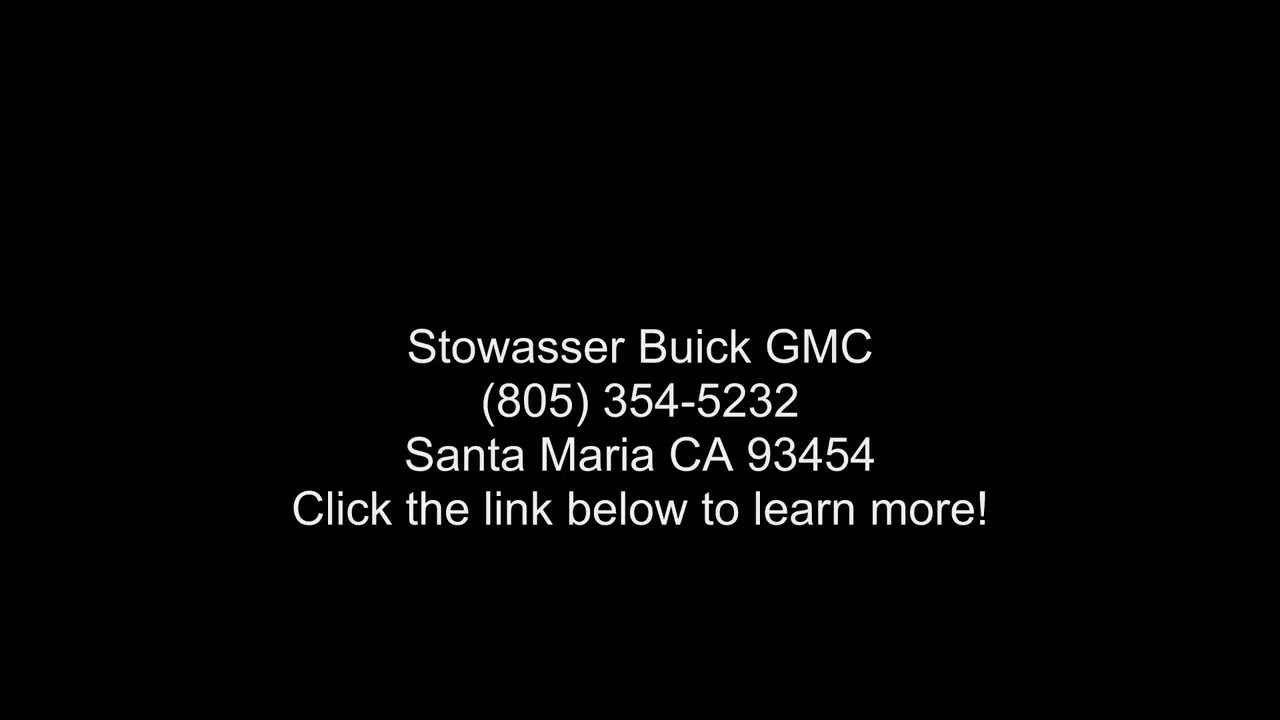 Stowasser Buick GMC
(805) 354-5232
Santa Maria CA 93454
Click the link below to learn more!